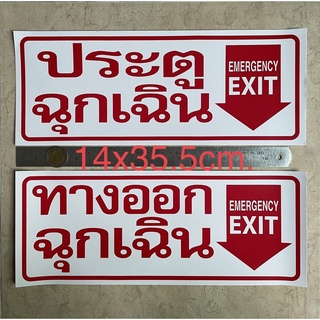 ประตู
ฉุกเฉิน
EMERGENCY
EXIT
14x35.5cm.
ทางออก
ฉุกเฉิน
EMERGENCY
EXIT